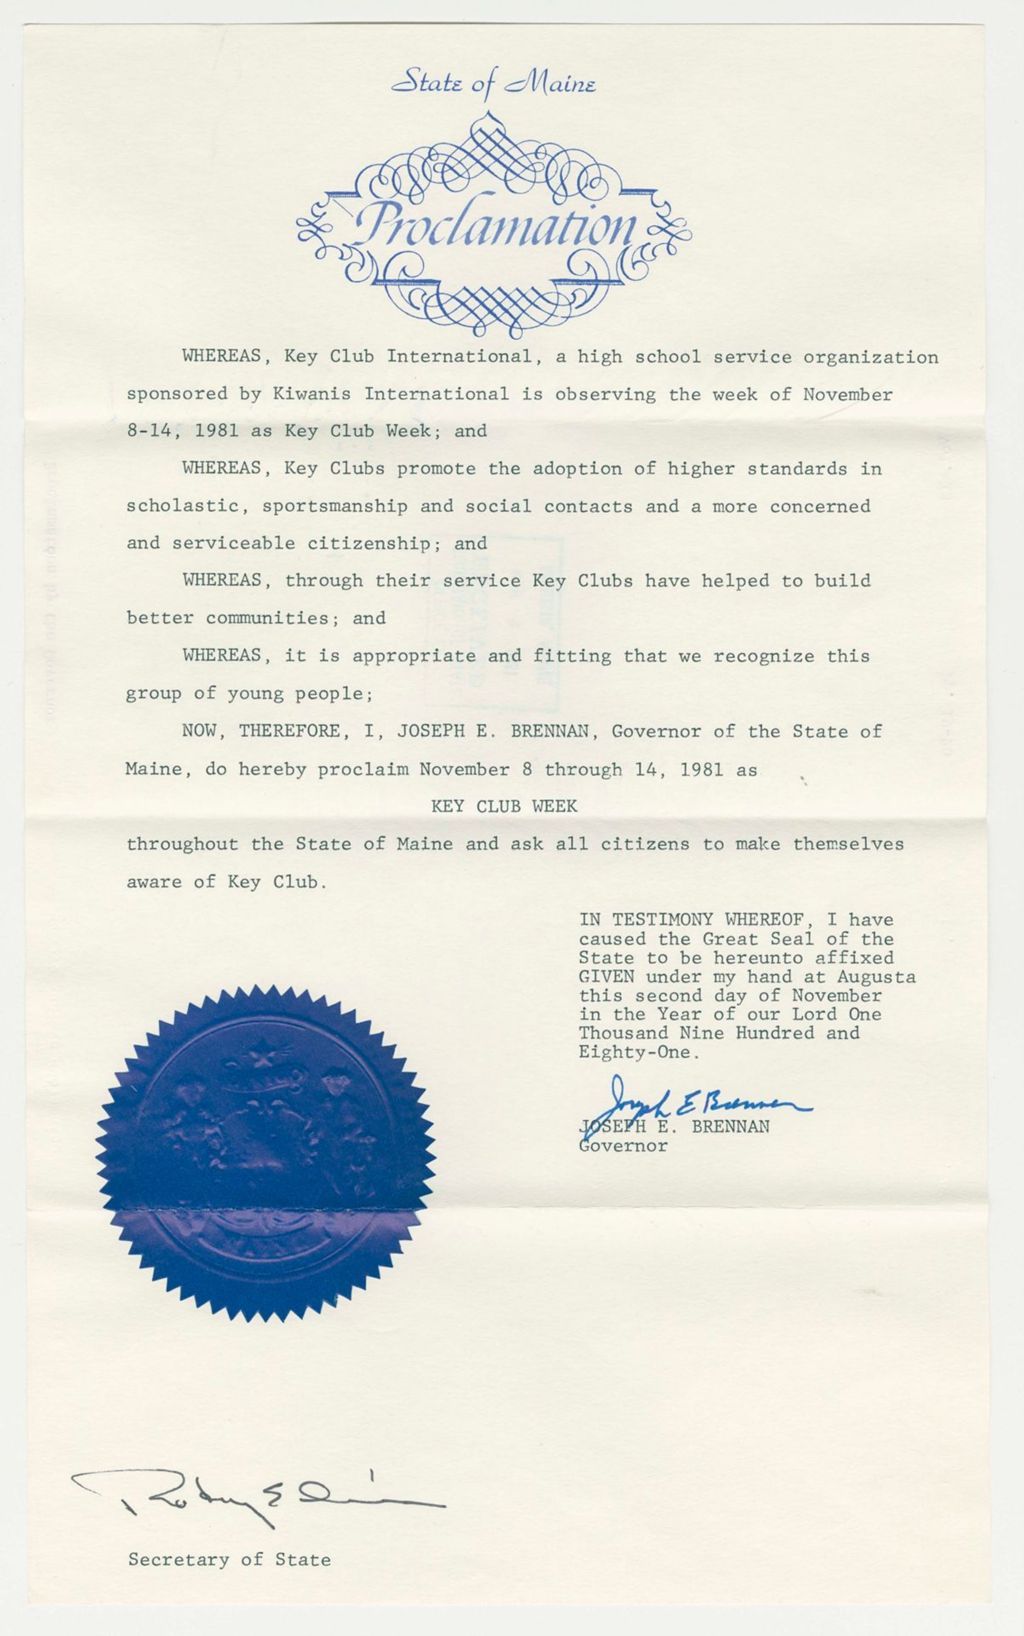 State of Maine
Proclamation
WHEREAS, Key Club International, a high school service organization
sponsored by Kiwanis International is observing the week of November
8-14, 1981 as Key Club Week; and
WHEREAS, Key Clubs promote the adoption of higher standards in
scholastic, sportsmanship and social contacts and a more concerned
and serviceable citizenship; and
WHEREAS, through their service Key Clubs have helped to build
better communities; and
WHEREAS, it is appropriate and fitting that we recognize this
group of young people;
NOW, THEREFORE, I, JOSEPH E. BRENNAN, Governor of the State of
Maine, do hereby proclaim November 8 through 14, 1981 as
KEY CLUB WEEK
throughout the State of Maine and ask all citizens to make themselves
aware of Key Club.
IN TESTIMONY WHEREOF, I have
caused the Great Seal of the
State to be hereunto affixed
GIVEN under my hand at Augusta
this second day of November
in the Year of our Lord One
Thousand Nine Hundred and
Eighty-One.
Joseph E Brennan
JOSEPH E. BRENNAN
Governor
Secretary of State